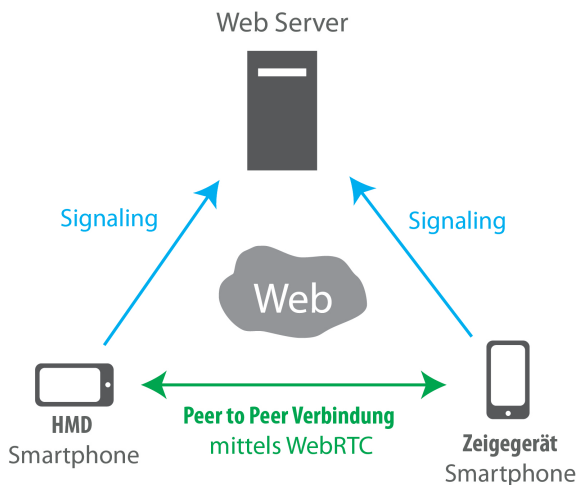 Web Server
Signaling
Signaling
Web
HMD
Smartphone
Peer to Peer Verbindung
mittels WebRTC
Zeigegerät
Smartphone